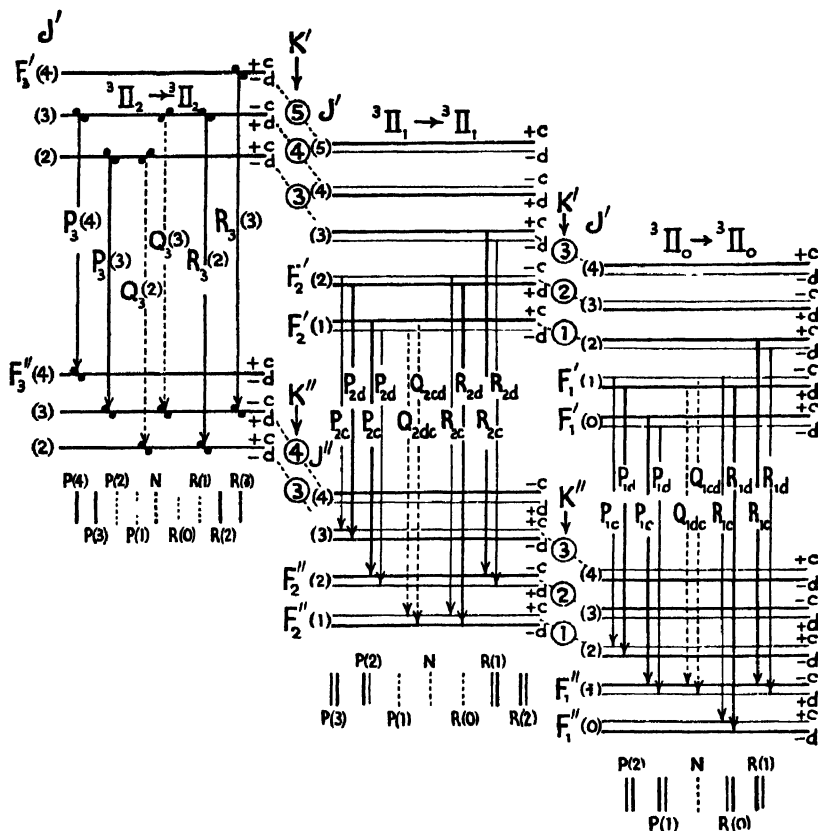 J'
F₃'(4) +c -d K'
³Π₂→³Π₂
(3) -c +d ⑤ J'
³Π₁→³Π₁
(2) +c -d ④ (5) +c -d
③ (4) -c +d K' J'
³Π₀→³Π₀
(3) +c -d ③ (4) +c -d
F₂'(2) -c +d ② (3) -c +d
F₂'(1) +c -d ① (2) +c -d
P₃(4) P₃(3) Q₃(2) Q₃(3) R₃(2) R₃(3)
F₁'(1) -c +d
F₁'(0) +c -d
F₃''(4) +c -d
P₂d P₂d Q₂cd R₂d R₂d
P₂c P₂c Q₂dc R₂c R₂c
(3) -c +d K''
(2) +c -d ④ J''
P₁d P₁d Q₁cd R₁d R₁d
P₁c P₁c Q₁dc R₁c R₁c
③ (4) -c +d K''
(3) +c -d ③ (4) +c -d
F₂''(2) -c +d ② (3) -c +d
F₂''(1) +c -d ① (2) +c -d
F₁''(1) -c +d
F₁''(0) +c -d
P(4) P(2) N R(1) R(3)
P(3) P(1) R(0) R(2)
P(2) N R(1)
P(3) P(1) R(0) R(2)
P(2) N R(1)
P(1) R(0)